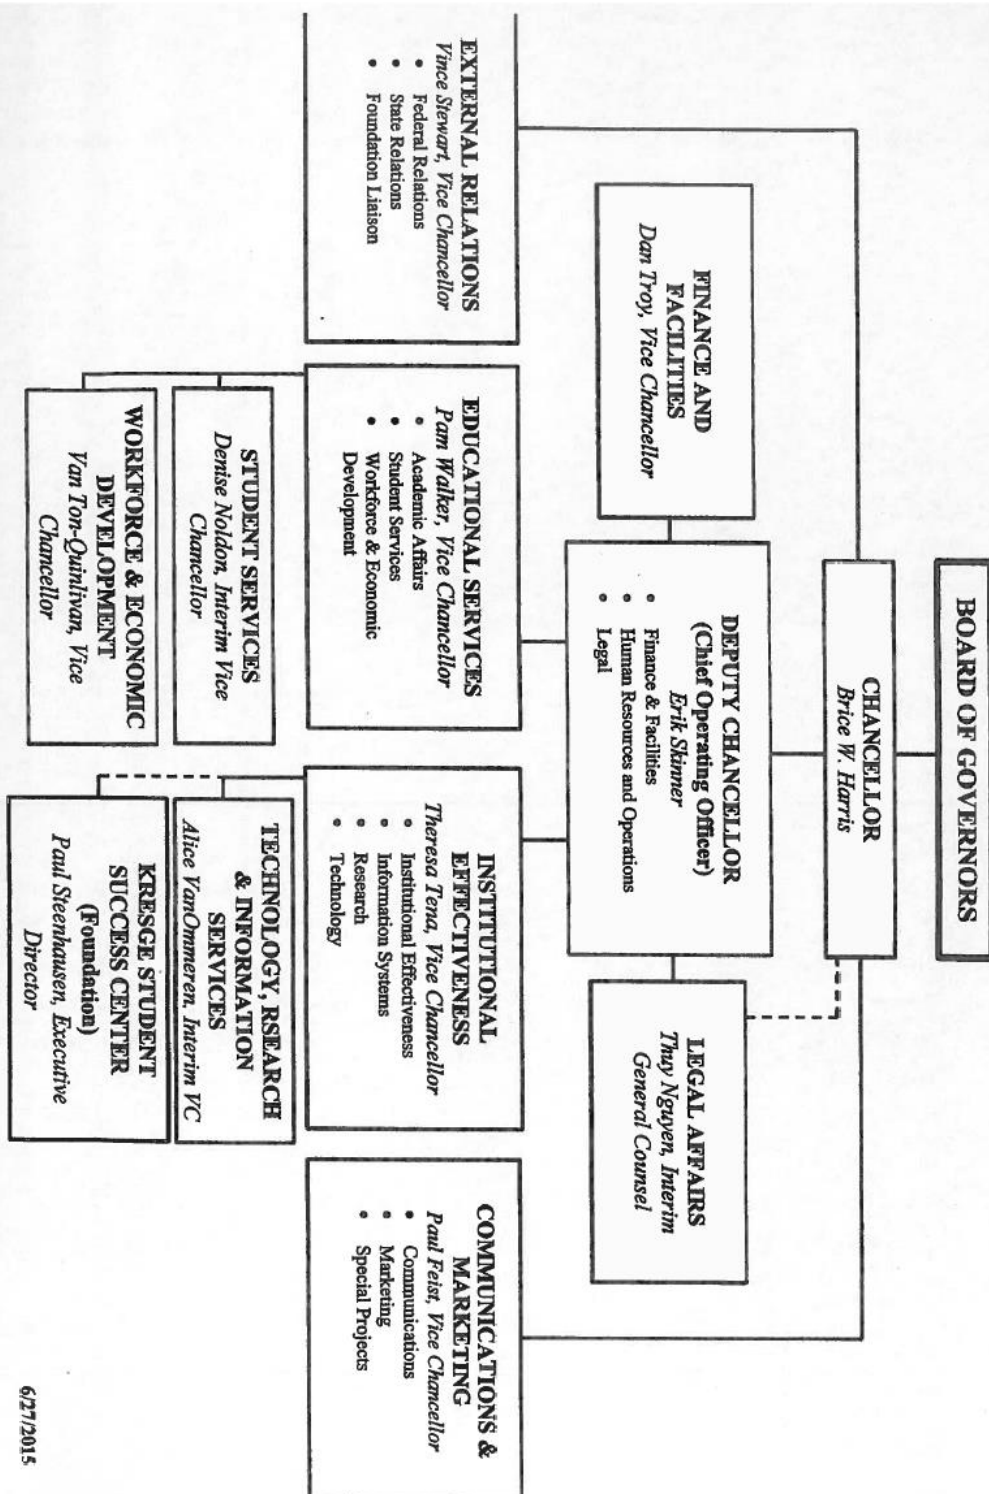 BOARD OF GOVERNORS
CHANCELLOR
Brice W. Harris
DEPUTY CHANCELLOR
(Chief Operating Officer)
Erik Skinner
• Finance & Facilities
• Human Resources and Operations
• Legal
FINANCE AND
FACILITIES
Dan Troy, Vice Chancellor
LEGAL AFFAIRS
Thuy Nguyen, Interim
General Counsel
EXTERNAL RELATIONS
Vince Stewart, Vice Chancellor
• Federal Relations
• State Relations
• Foundation Liaison
EDUCATIONAL SERVICES
Pam Walker, Vice Chancellor
• Academic Affairs
• Student Services
• Workforce & Economic
Development
INSTITUTIONAL
EFFECTIVENESS
Theresa Tena, Vice Chancellor
• Institutional Effectiveness
• Information Systems
• Research
• Technology
COMMUNICATIONS &
MARKETING
Paul Feist, Vice Chancellor
• Communications
• Marketing
• Special Projects
STUDENT SERVICES
Denise Noldon, Interim Vice
Chancellor
WORKFORCE & ECONOMIC
DEVELOPMENT
Van Ton-Quinlivan, Vice
Chancellor
TECHNOLOGY, RSEARCH
& INFORMATION
SERVICES
Alice VanOmmeren, Interim VC
KRESGE STUDENT
SUCCESS CENTER
(Foundation)
Paul Steenhausen, Executive
Director
6/27/2015